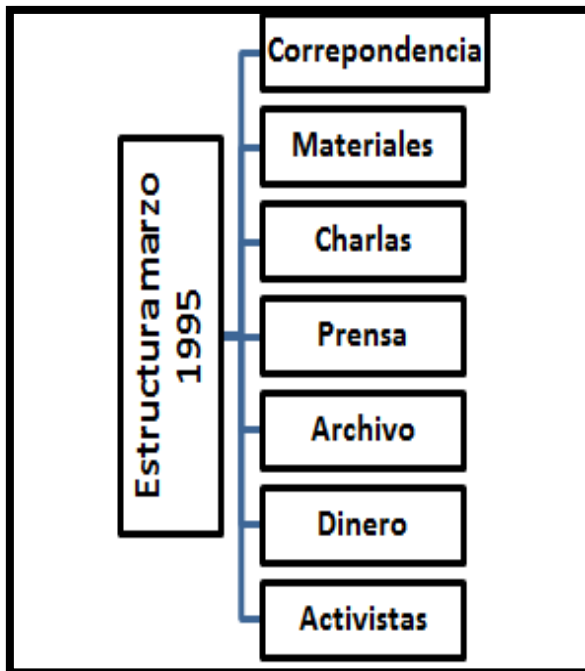 Estructura marzo
1995
Correpondencia
Materiales
Charlas
Prensa
Archivo
Dinero
Activistas